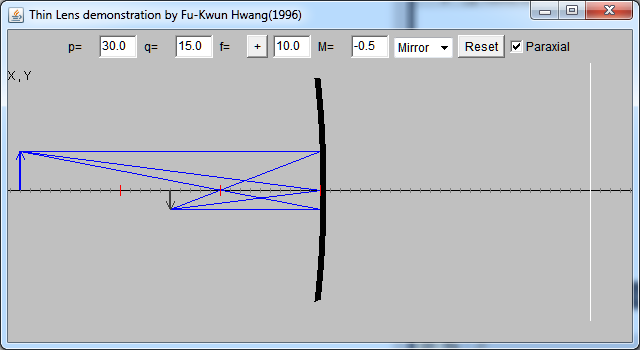 Thin Lens demonstration by Fu-Kwun Hwang(1996)
p= 30.0 q= 15.0 f= + 10.0 M= -0.5 Mirror Reset Paraxial
X,Y